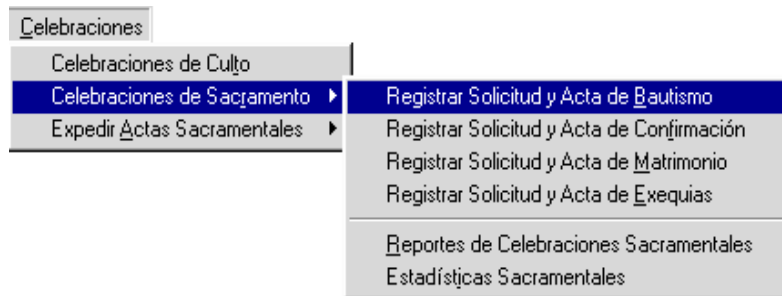 Celebraciones
Celebraciones de Culto
Celebraciones de Sacramento
Expedir Actas Sacramentales
Registrar Solicitud y Acta de Bautismo
Registrar Solicitud y Acta de Confirmación
Registrar Solicitud y Acta de Matrimonio
Registrar Solicitud y Acta de Exequias
Reportes de Celebraciones Sacramentales
Estadísticas Sacramentales